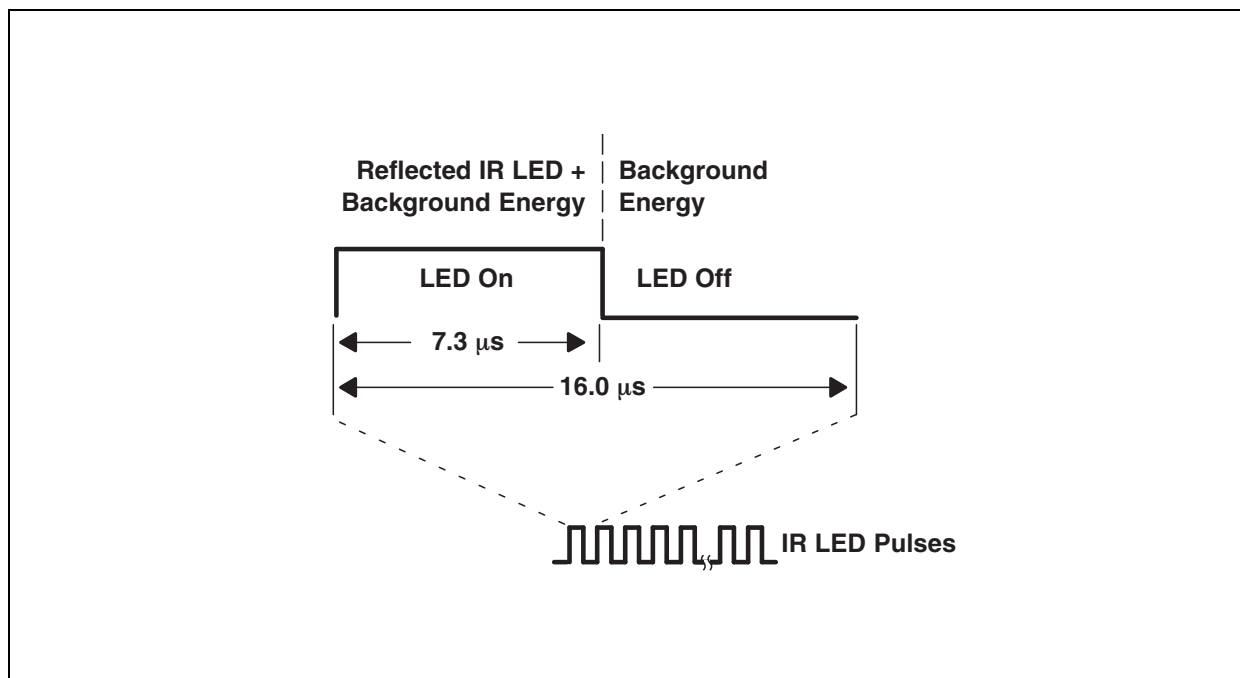 Reflected IR LED +
Background Energy
Background
Energy
LED On
LED Off
7.3 μs
16.0 μs
IR LED Pulses